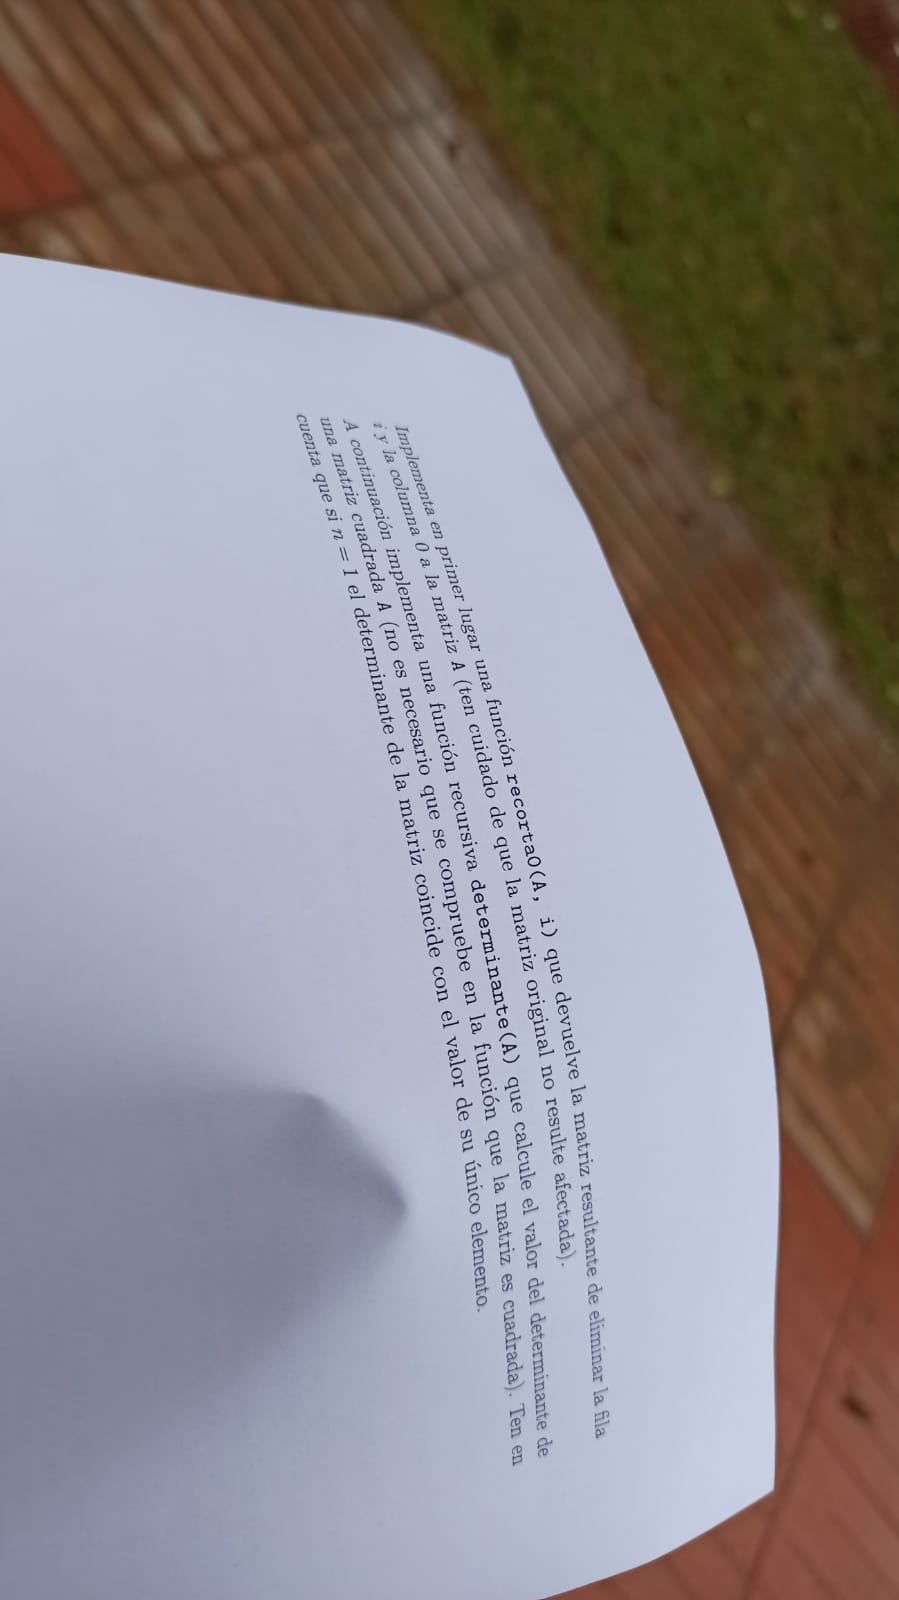 Implementa en primer lugar una función recorta0(A, i) que devuelve la matriz resultante de eliminar la fila
i y la columna 0 a la matriz A (ten cuidado de que la matriz original no resulte afectada).
A continuación implementa una función recursiva determinante(A) que calcule el valor del determinante de
una matriz cuadrada A (no es necesario que se compruebe en la función que la matriz es cuadrada). Ten en
cuenta que si n = 1 el determinante de la matriz coincide con el valor de su único elemento.